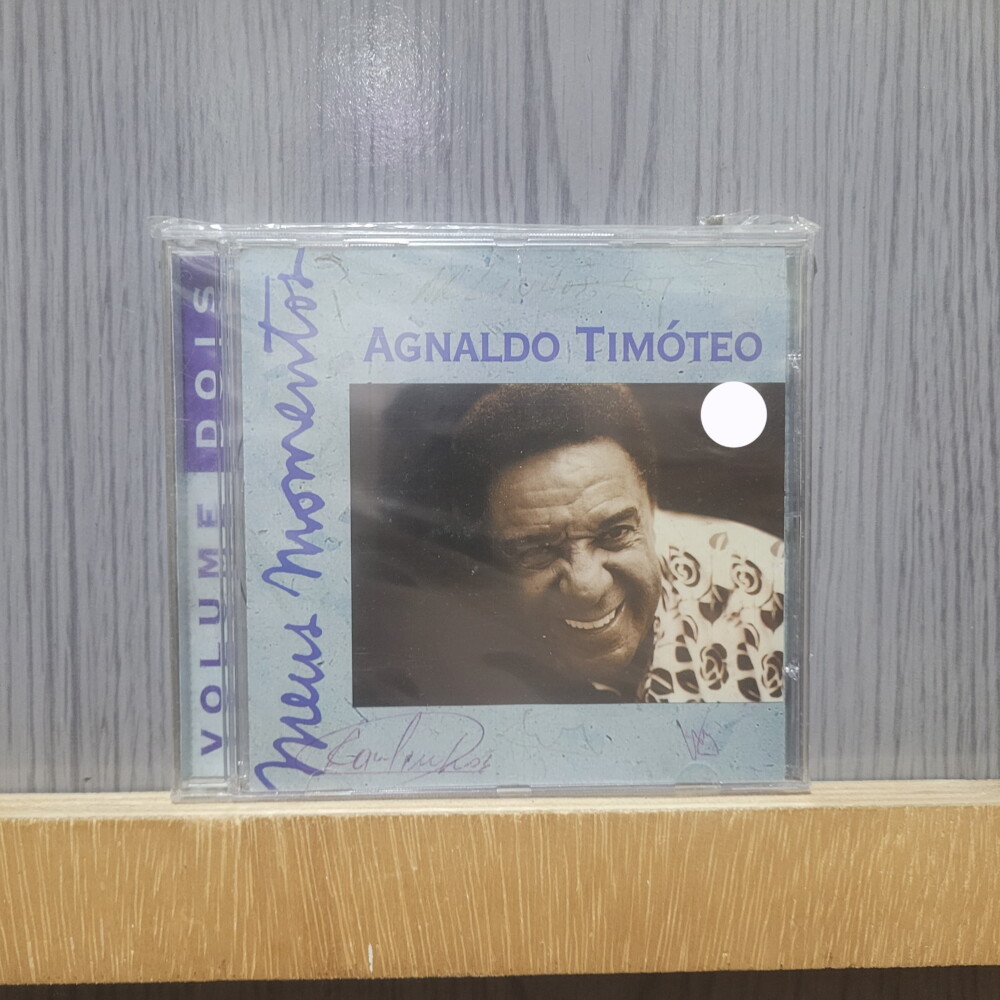 VOLUME DOIS
meus momentos
AGNALDO TIMÓTEO